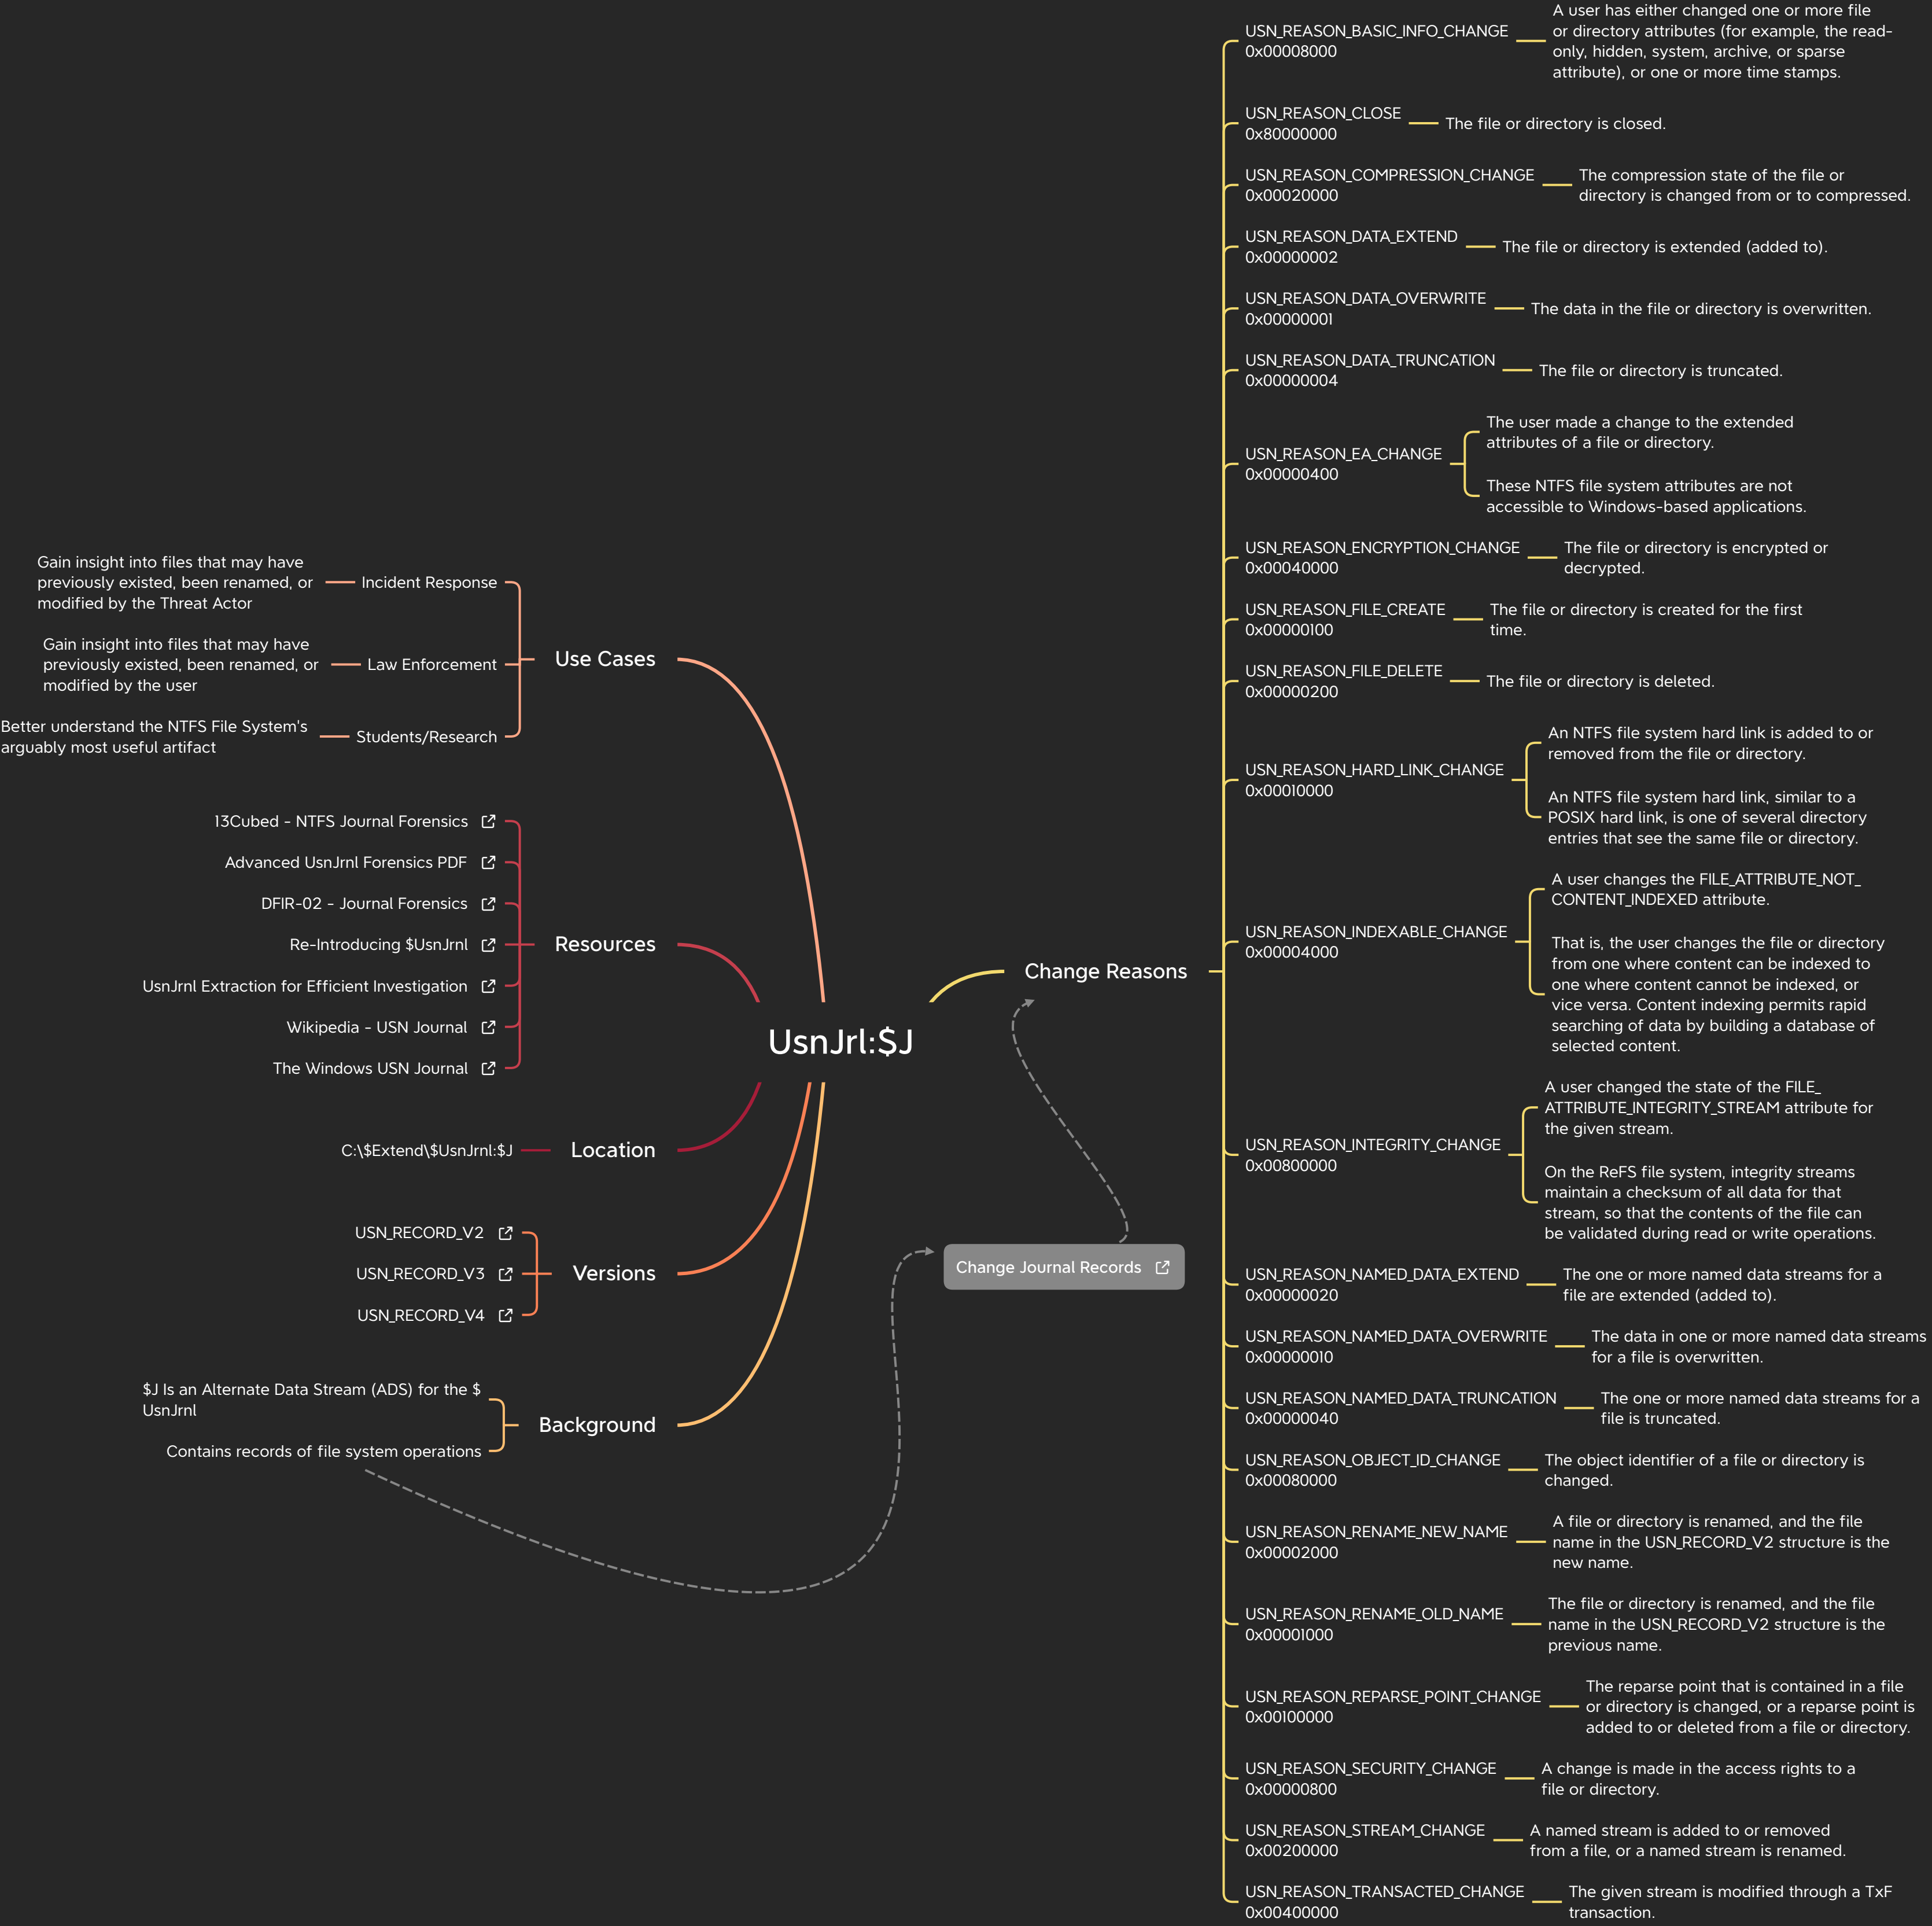 UsnJrl:$J
Use Cases
Incident Response
Gain insight into files that may have
previously existed, been renamed, or
modified by the Threat Actor
Law Enforcement
Gain insight into files that may have
previously existed, been renamed, or
modified by the user
Students/Research
Better understand the NTFS File System's
arguably most useful artifact
Resources
13Cubed - NTFS Journal Forensics
Advanced UsnJrnl Forensics PDF
DFIR-02 - Journal Forensics
Re-Introducing $UsnJrnl
UsnJrnl Extraction for Efficient Investigation
Wikipedia - USN Journal
The Windows USN Journal
Location
C:\$Extend\$UsnJrnl:$J
Versions
USN_RECORD_V2
USN_RECORD_V3
USN_RECORD_V4
Background
$J Is an Alternate Data Stream (ADS) for the $
UsnJrnl
Contains records of file system operations
Change Journal Records
Change Reasons
USN_REASON_BASIC_INFO_CHANGE
0x00008000
A user has either changed one or more file
or directory attributes (for example, the read-
only, hidden, system, archive, or sparse
attribute), or one or more time stamps.
USN_REASON_CLOSE
0x80000000
The file or directory is closed.
USN_REASON_COMPRESSION_CHANGE
0x00020000
The compression state of the file or
directory is changed from or to compressed.
USN_REASON_DATA_EXTEND
0x00000002
The file or directory is extended (added to).
USN_REASON_DATA_OVERWRITE
0x00000001
The data in the file or directory is overwritten.
USN_REASON_DATA_TRUNCATION
0x00000004
The file or directory is truncated.
USN_REASON_EA_CHANGE
0x00000400
The user made a change to the extended
attributes of a file or directory.
These NTFS file system attributes are not
accessible to Windows-based applications.
USN_REASON_ENCRYPTION_CHANGE
0x00040000
The file or directory is encrypted or
decrypted.
USN_REASON_FILE_CREATE
0x00000100
The file or directory is created for the first
time.
USN_REASON_FILE_DELETE
0x00000200
The file or directory is deleted.
USN_REASON_HARD_LINK_CHANGE
0x00010000
An NTFS file system hard link is added to or
removed from the file or directory.
An NTFS file system hard link, similar to a
POSIX hard link, is one of several directory
entries that see the same file or directory.
USN_REASON_INDEXABLE_CHANGE
0x00004000
A user changes the FILE_ATTRIBUTE_NOT_
CONTENT_INDEXED attribute.
That is, the user changes the file or directory
from one where content can be indexed to
one where content cannot be indexed, or
vice versa. Content indexing permits rapid
searching of data by building a database of
selected content.
USN_REASON_INTEGRITY_CHANGE
0x00800000
A user changed the state of the FILE_
ATTRIBUTE_INTEGRITY_STREAM attribute for
the given stream.
On the ReFS file system, integrity streams
maintain a checksum of all data for that
stream, so that the contents of the file can
be validated during read or write operations.
USN_REASON_NAMED_DATA_EXTEND
0x00000020
The one or more named data streams for a
file are extended (added to).
USN_REASON_NAMED_DATA_OVERWRITE
0x00000010
The data in one or more named data streams
for a file is overwritten.
USN_REASON_NAMED_DATA_TRUNCATION
0x00000040
The one or more named data streams for a
file is truncated.
USN_REASON_OBJECT_ID_CHANGE
0x00080000
The object identifier of a file or directory is
changed.
USN_REASON_RENAME_NEW_NAME
0x00002000
A file or directory is renamed, and the file
name in the USN_RECORD_V2 structure is the
new name.
USN_REASON_RENAME_OLD_NAME
0x00001000
The file or directory is renamed, and the file
name in the USN_RECORD_V2 structure is the
previous name.
USN_REASON_REPARSE_POINT_CHANGE
0x00100000
The reparse point that is contained in a file
or directory is changed, or a reparse point is
added to or deleted from a file or directory.
USN_REASON_SECURITY_CHANGE
0x00000800
A change is made in the access rights to a
file or directory.
USN_REASON_STREAM_CHANGE
0x00200000
A named stream is added to or removed
from a file, or a named stream is renamed.
USN_REASON_TRANSACTED_CHANGE
0x00400000
The given stream is modified through a TxF
transaction.